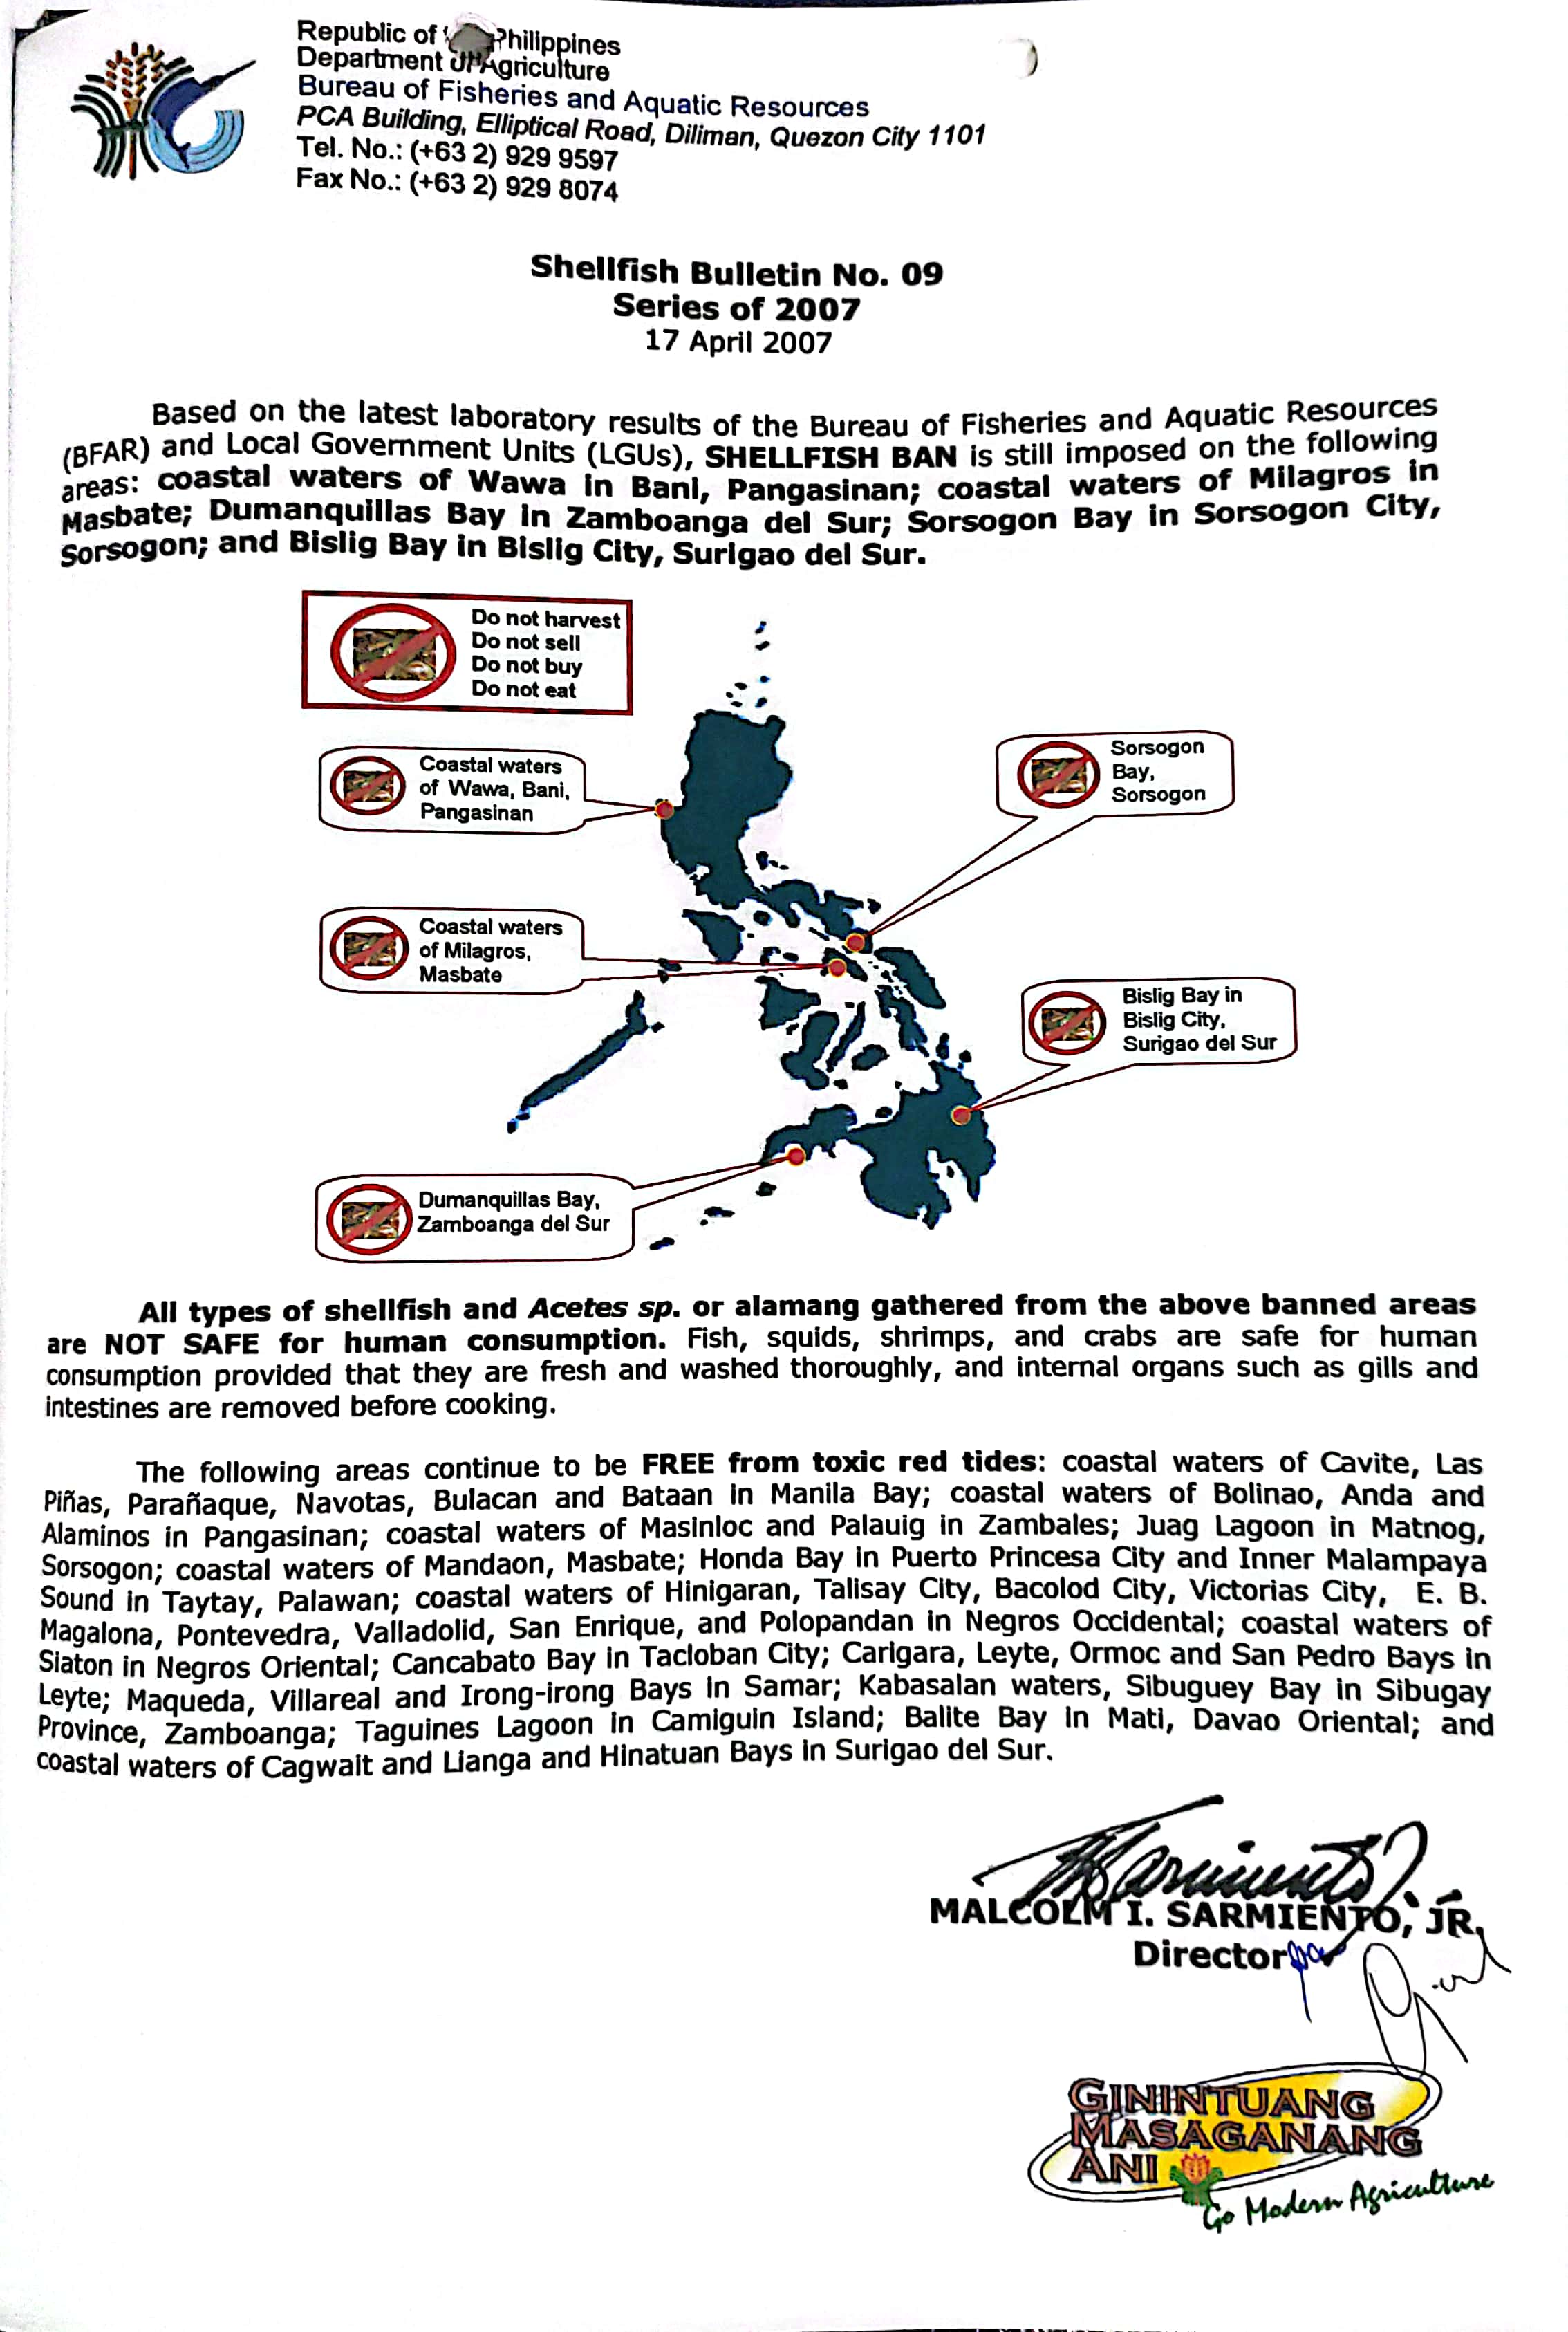 Republic of Philippines
Department of Agriculture
Bureau of Fisheries and Aquatic Resources
PCA Building, Elliptical Road, Diliman, Quezon City 1101
Tel. No.: (+63 2) 929 9597
Fax No.: (+63 2) 929 8074
Shellfish Bulletin No. 09
Series of 2007
17 April 2007
Based on the latest laboratory results of the Bureau of Fisheries and Aquatic Resources
(BFAR) and Local Government Units (LGUs), SHELLFISH BAN is still imposed on the following
areas: coastal waters of Wawa in Bani, Pangasinan; coastal waters of Milagros in
Masbate; Dumanquillas Bay in Zamboanga del Sur; Sorsogon Bay in Sorsogon City,
Sorsogon; and Bislig Bay in Bislig City, Surigao del Sur.
Do not harvest
Do not sell
Do not buy
Do not eat
Coastal waters
of Wawa, Bani,
Pangasinan
Sorsogon
Bay,
Sorsogon
Coastal waters
of Milagros,
Masbate
Bislig Bay in
Bislig City,
Surigao del Sur
Dumanquillas Bay,
Zamboanga del Sur
All types of shellfish and Acetes sp. or alamang gathered from the above banned areas
are NOT SAFE for human consumption. Fish, squids, shrimps, and crabs are safe for human
consumption provided that they are fresh and washed thoroughly, and internal organs such as gills and
intestines are removed before cooking.
The following areas continue to be FREE from toxic red tides: coastal waters of Cavite, Las
Piñas, Parañaque, Navotas, Bulacan and Bataan in Manila Bay; coastal waters of Bolinao, Anda and
Alaminos in Pangasinan; coastal waters of Masinloc and Palauig in Zambales; Juag Lagoon in Matnog,
Sorsogon; coastal waters of Mandaon, Masbate; Honda Bay in Puerto Princesa City and Inner Malampaya
Sound in Taytay, Palawan; coastal waters of Hinigaran, Talisay City, Bacolod City, Victorias City, E. B.
Magalona, Pontevedra, Valladolid, San Enrique, and Polopandan in Negros Occidental; coastal waters of
Siaton in Negros Oriental; Cancabato Bay in Tacloban City; Carigara, Leyte, Ormoc and San Pedro Bays in
Leyte; Maqueda, Villareal and Irong-irong Bays in Samar; Kabasalan waters, Sibuguey Bay in Sibugay
Province, Zamboanga; Taguines Lagoon in Camiguin Island; Balite Bay in Mati, Davao Oriental; and
coastal waters of Cagwait and Lianga and Hinatuan Bays in Surigao del Sur.
MALCOLM I. SARMIENTO, JR.
Director
GININTUANG
MASAGANANG
ANI
Go Modern Agriculture